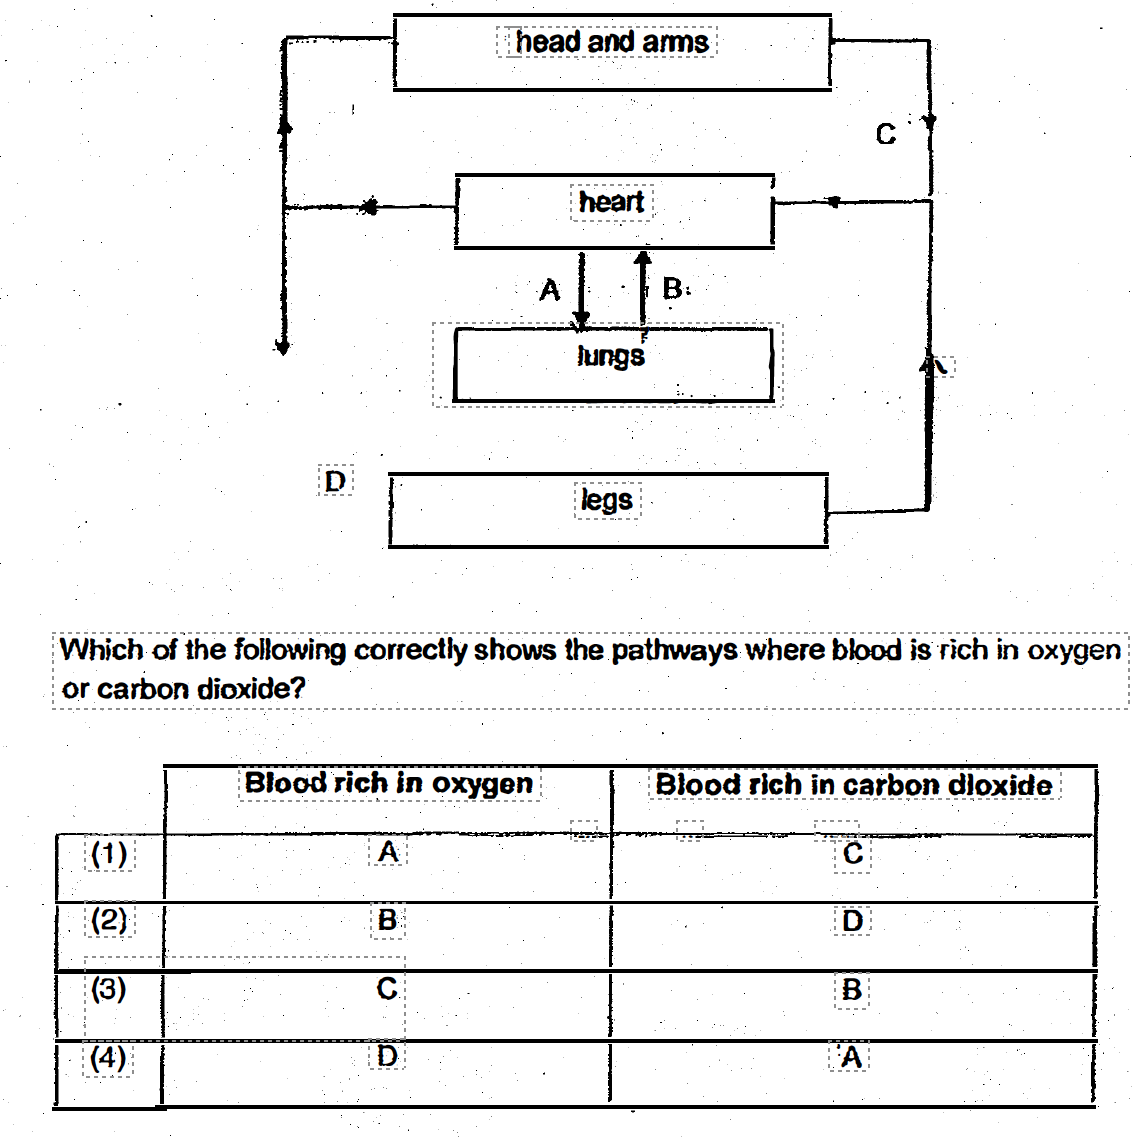 head and arms
C
heart
A
B
lungs
D
legs
Which of the following correctly shows the pathways where blood is rich in oxygen
or carbon dioxide?
Blood rich in oxygen Blood rich in carbon dioxide
(1) A C
(2) B D
(3) C B
(4) D A